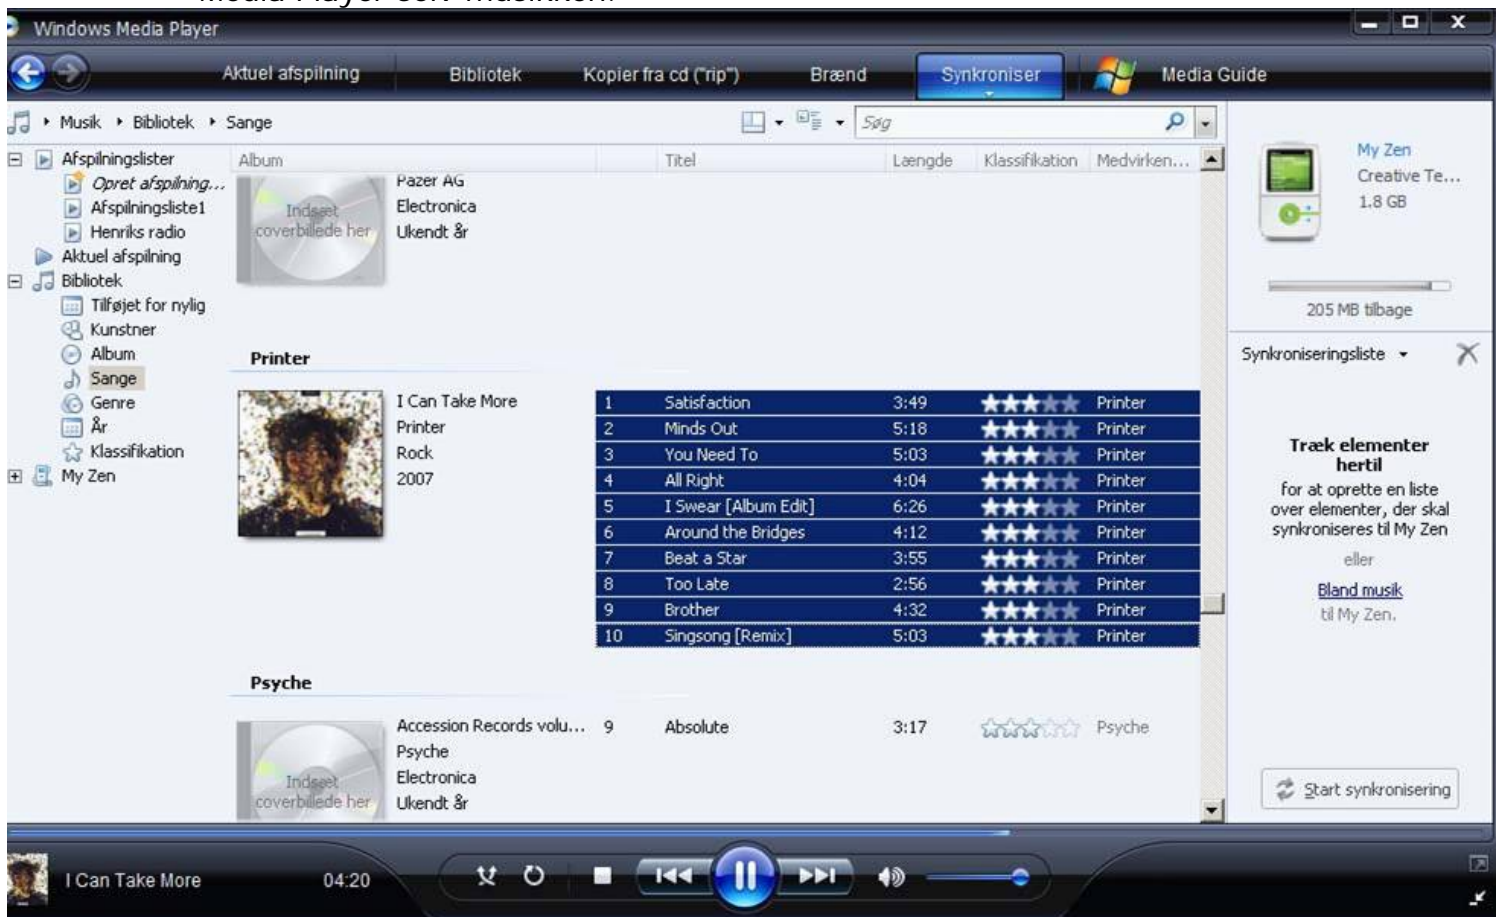 Media Player selv musikken.
Windows Media Player
Aktuel afspilning Bibliotek Kopier fra cd ("rip") Brænd Synkroniser Media Guide
Musik Bibliotek Sange Søg
Afspilningslister
Opret afspilning...
Afspilningsliste1
Henriks radio
Aktuel afspilning
Bibliotek
Tilføjet for nylig
Kunstner
Album
Sange
Genre
År
Klassifikation
My Zen
Album Titel Længde Klassifikation Medvirken...
Indsæt
coverbillede her
Pazer AG
Electronica
Ukendt år
Printer
I Can Take More
Printer
Rock
2007
1 Satisfaction 3:49 Printer
2 Minds Out 5:18 Printer
3 You Need To 5:03 Printer
4 All Right 4:04 Printer
5 I Swear [Album Edit] 6:26 Printer
6 Around the Bridges 4:12 Printer
7 Beat a Star 3:55 Printer
8 Too Late 2:56 Printer
9 Brother 4:32 Printer
10 Singsong [Remix] 5:03 Printer
Psyche
Indsæt
coverbillede her
Accession Records volu... 9 Absolute 3:17 Psyche
Psyche
Electronica
Ukendt år
My Zen
Creative Te...
1.8 GB
205 MB tilbage
Synkroniseringsliste
Træk elementer
hertil
for at oprette en liste
over elementer, der skal
synkroniseres til My Zen
eller
Bland musik
til My Zen.
Start synkronisering
I Can Take More 04:20